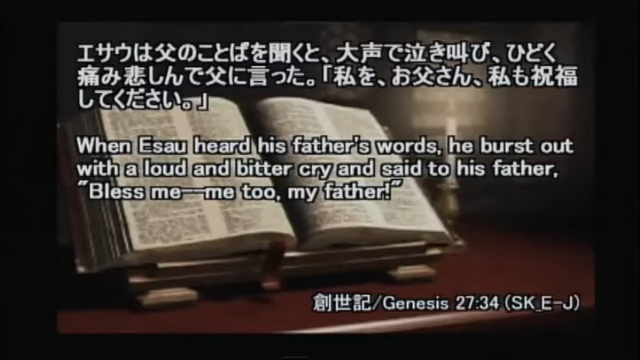 エサウは父のことばを聞くと、大声で泣き叫び、ひどく
痛み悲しんで父に言った。「私を、お父さん、私も祝福
してください。」
When Esau heard his father's words, he burst out
with a loud and bitter cry and said to his father,
"Bless me—me too, my father!"
創世記/Genesis 27:34 (SK_E-J)